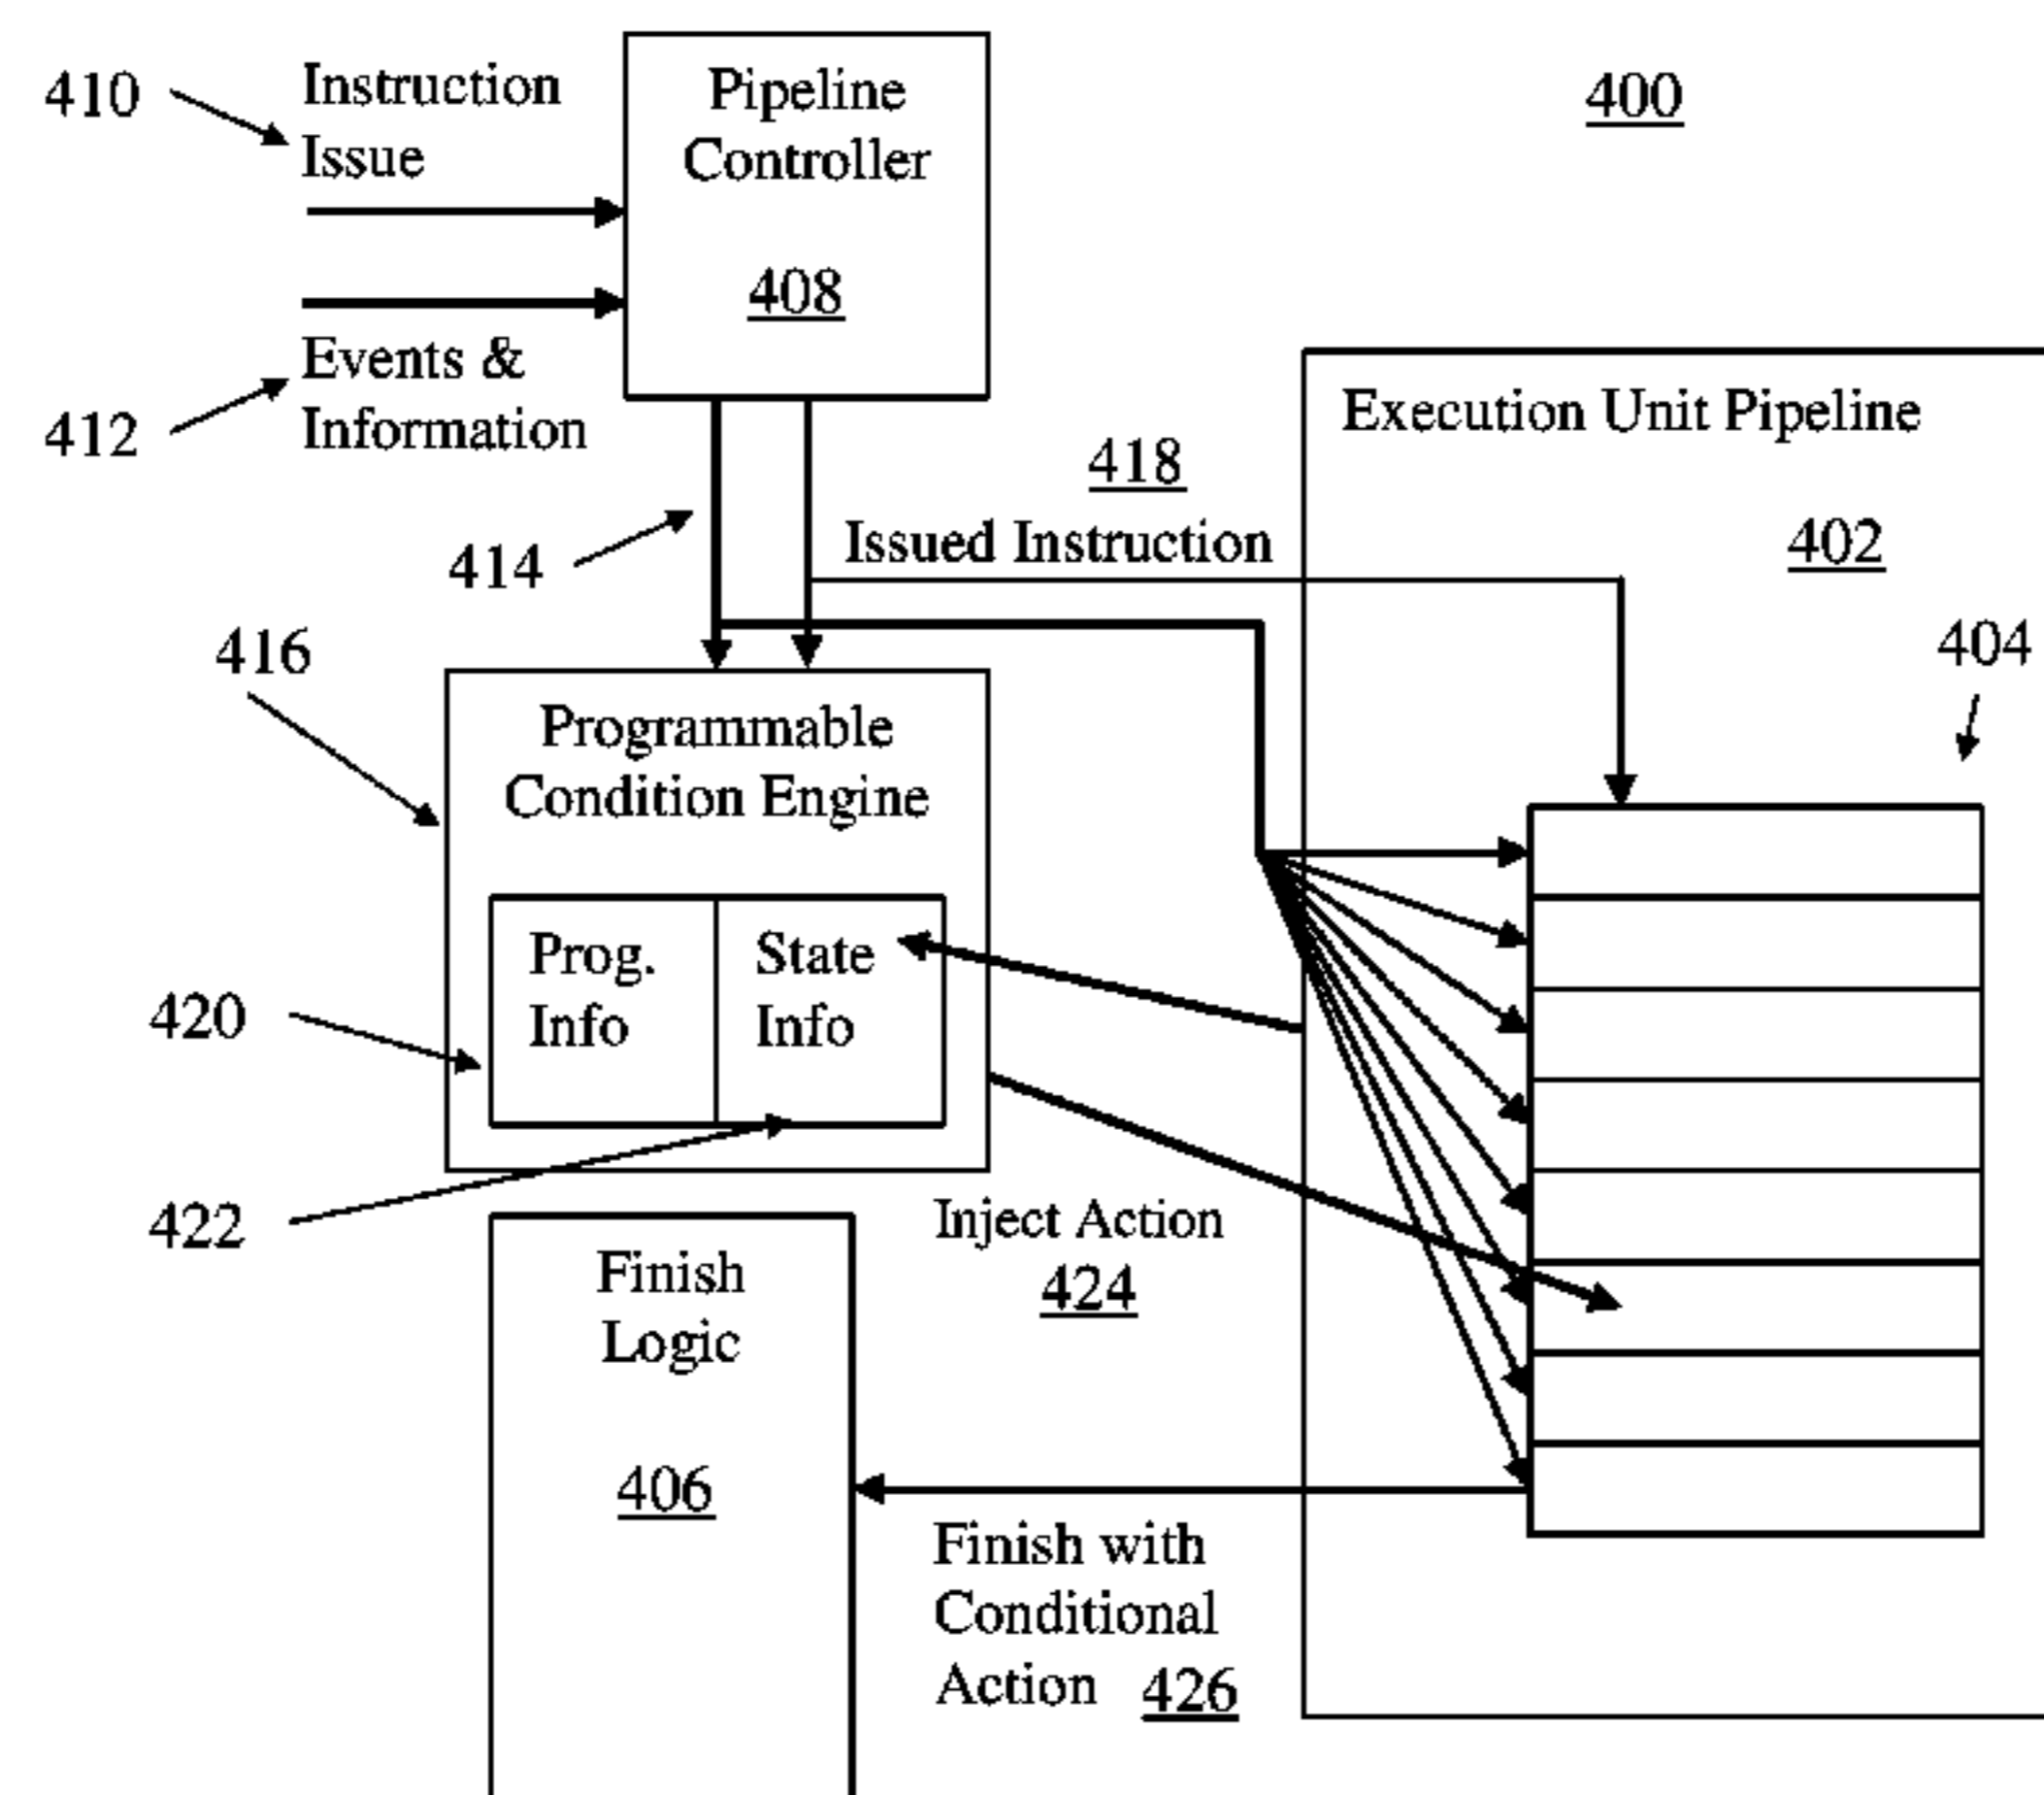 410
Instruction
Issue
Pipeline
Controller
408
400
Events &
Information
412
Execution Unit Pipeline
402
418
Issued Instruction
414
404
416
Programmable
Condition Engine
Prog.
Info
State
Info
420
422
Inject Action
424
Finish
Logic
406
Finish with
Conditional
Action 426